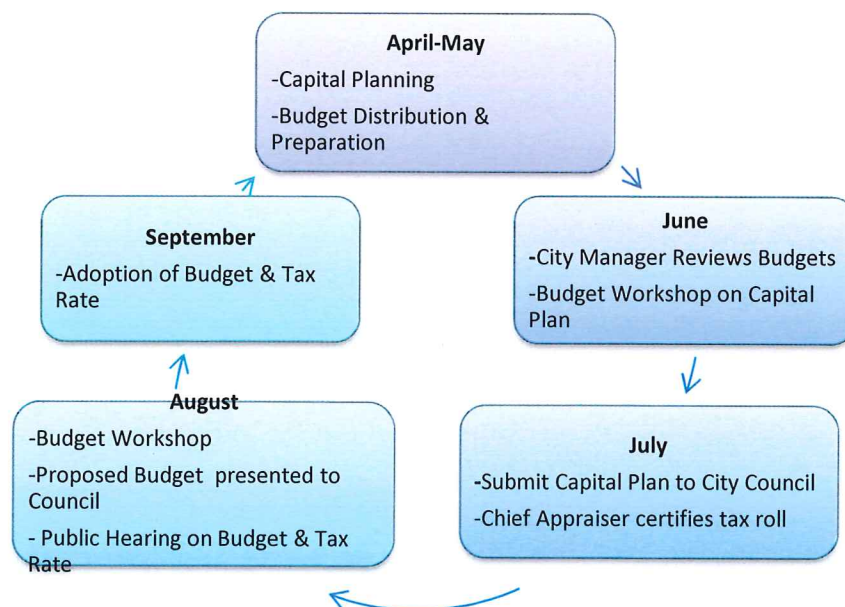 April-May
-Capital Planning
-Budget Distribution &
Preparation
June
-City Manager Reviews Budgets
-Budget Workshop on Capital
Plan
July
-Submit Capital Plan to City Council
-Chief Appraiser certifies tax roll
August
-Budget Workshop
-Proposed Budget presented to
Council
- Public Hearing on Budget & Tax
Rate
September
-Adoption of Budget & Tax
Rate